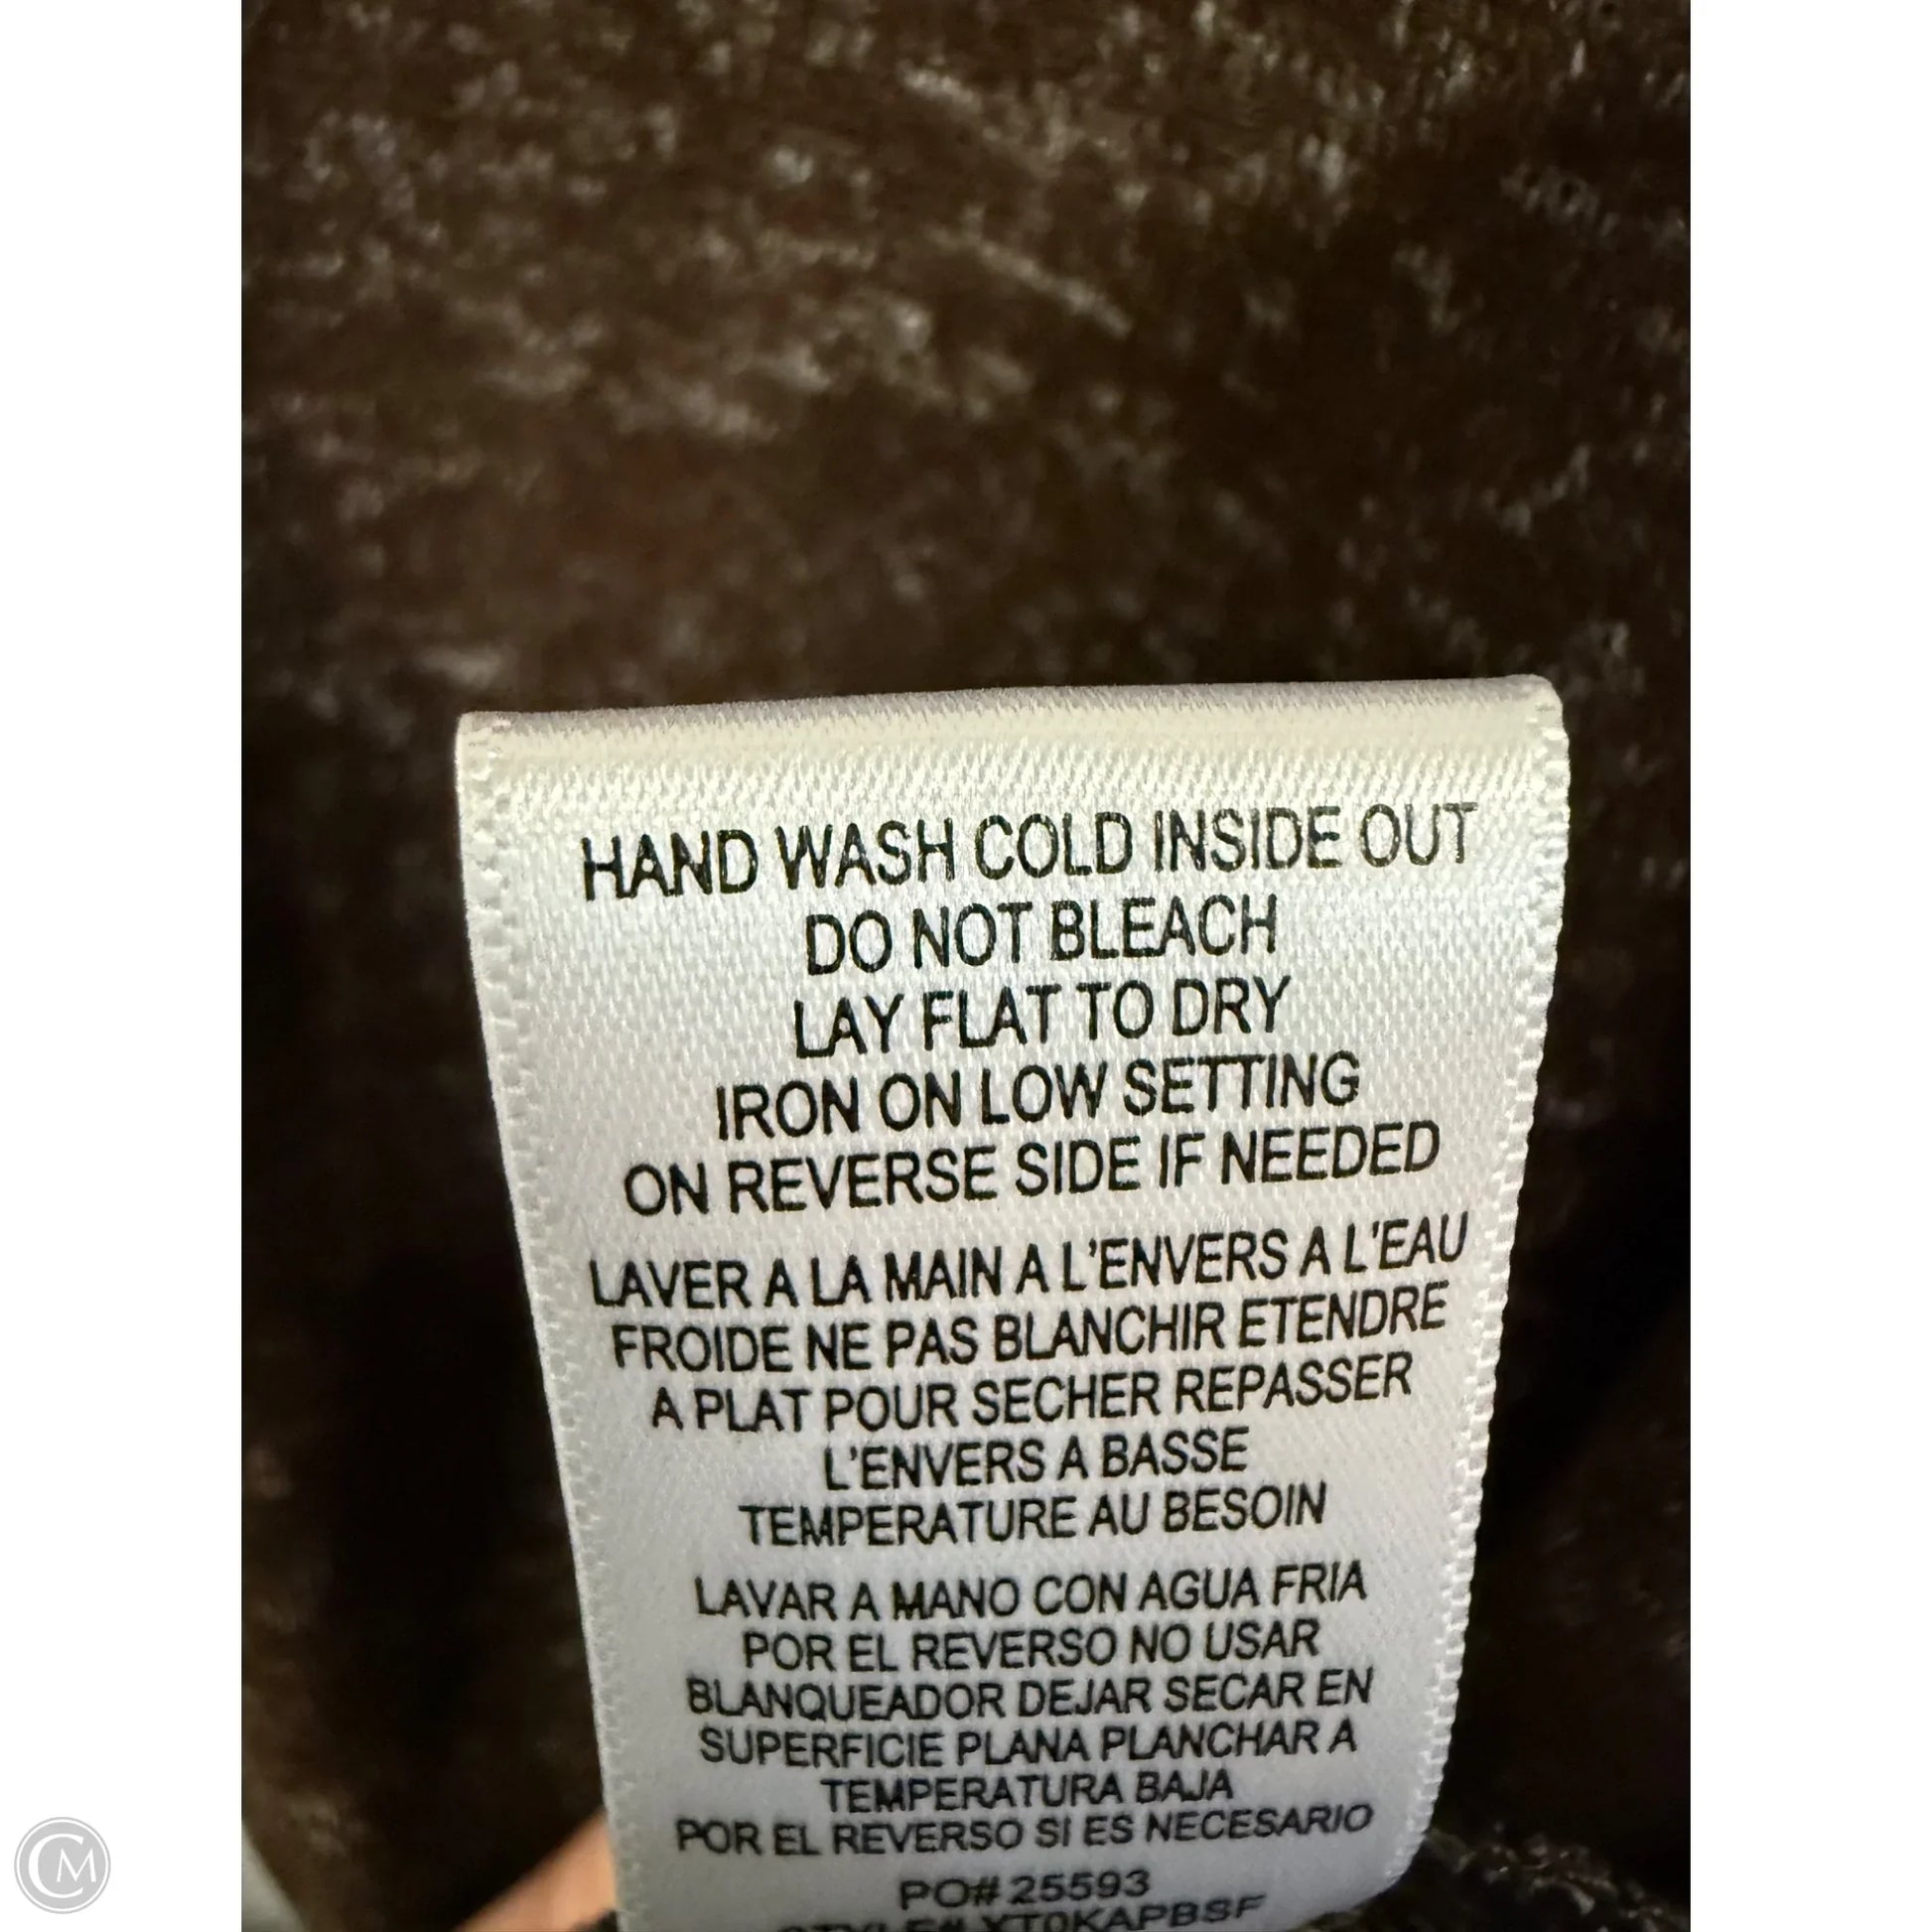 HAND WASH COLD INSIDE OUT
DO NOT BLEACH
LAY FLAT TO DRY
IRON ON LOW SETTING
ON REVERSE SIDE IF NEEDED
LAVER A LA MAIN A L'ENVERS A L'EAU
FROIDE NE PAS BLANCHIR ETENDRE
A PLAT POUR SECHER REPASSER
L'ENVERS A BASSE
TEMPERATURE AU BESOIN
LAVAR A MANO CON AGUA FRIA
POR EL REVERSO NO USAR
BLANQUEADOR DEJAR SECAR EN
SUPERFICIE PLANA PLANCHAR A
TEMPERATURA BAJA
POR EL REVERSO SI ES NECESARIO
PO# 25593
STYLE# XT0KAPBSF
CM